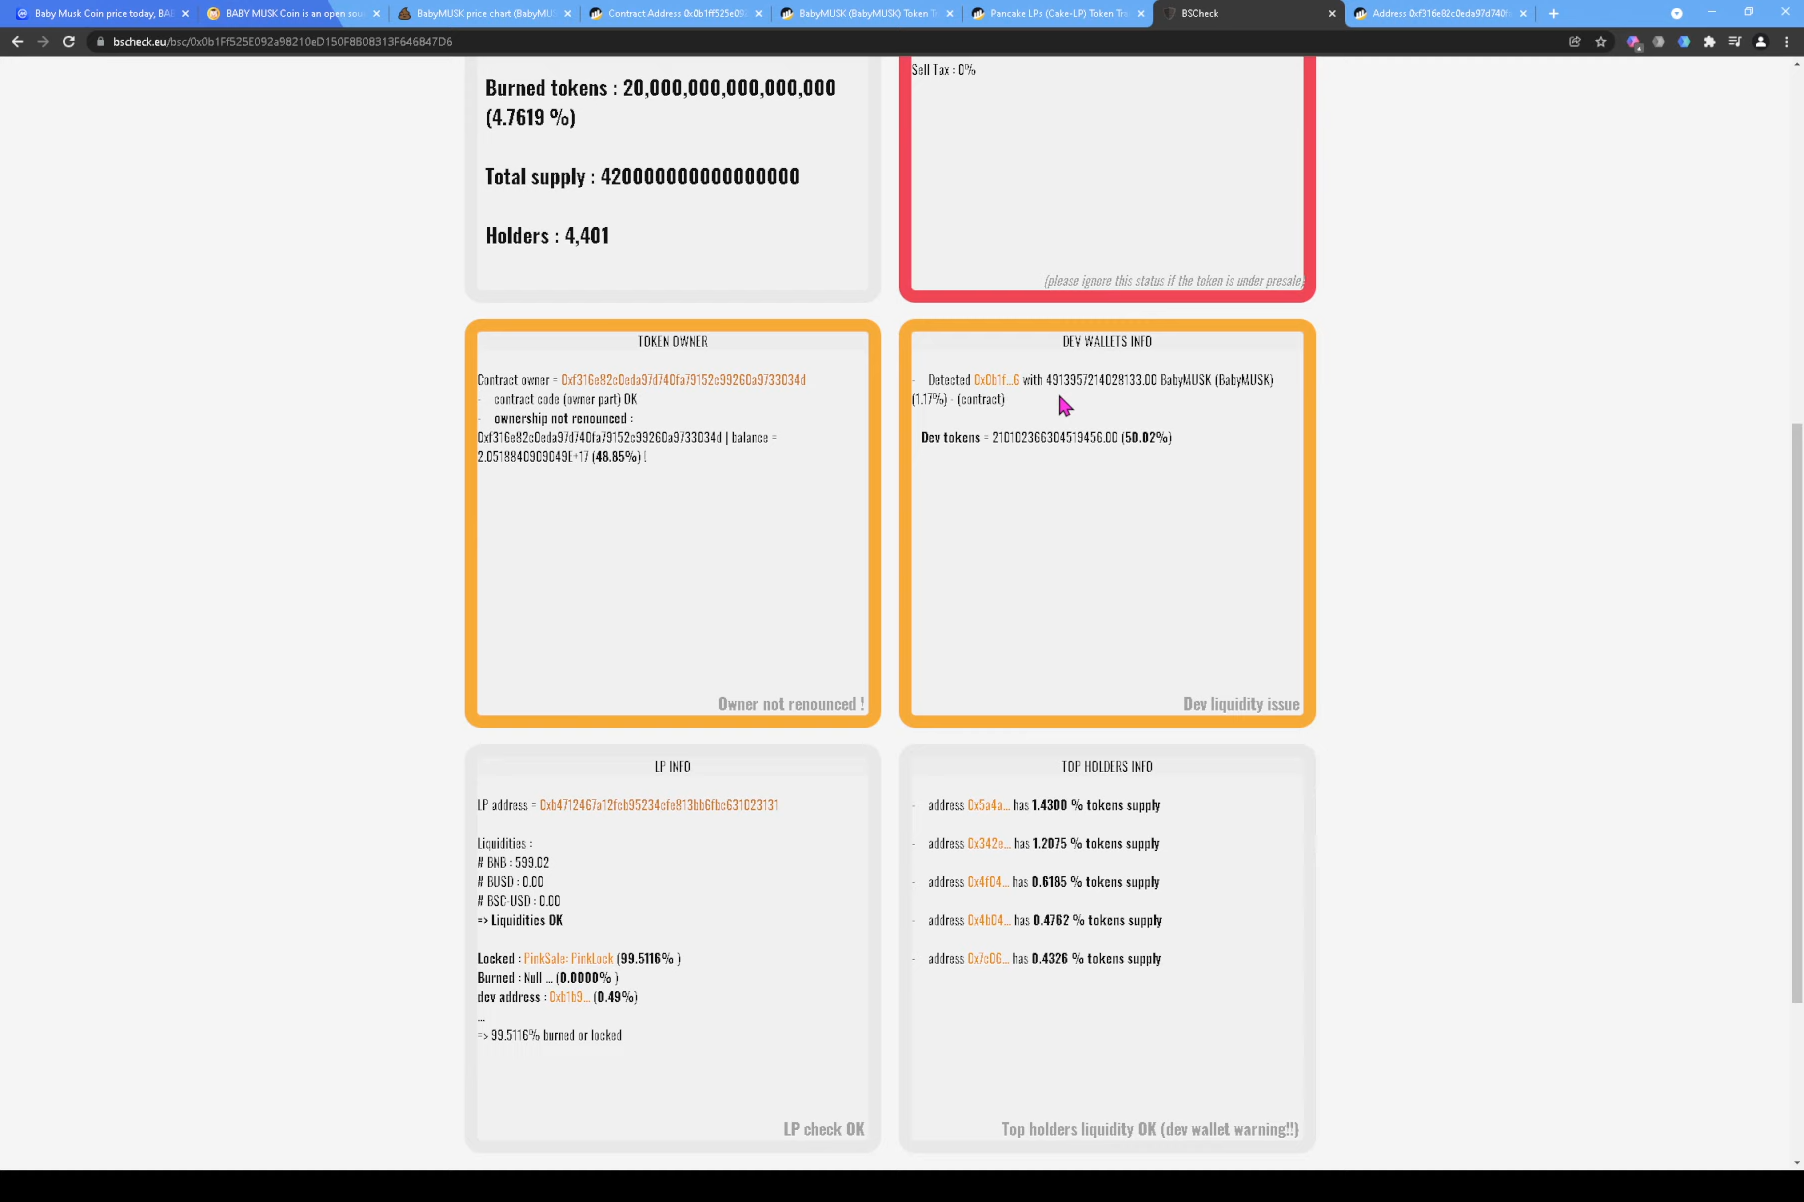 Baby Musk Coin price today, BAB
BABY MUSK Coin is an open sou
BabyMUSK price chart (BabyMU
Contract Address 0x0b1ff525e092
BabyMUSK (BabyMUSK) Token T
Pancake LPs (Cake-LP) Token Tra
BSCheck
Address 0xf316e82c0eda97d740f
bscheck.eu/bsc/0x0b1Ff525E092a98210eD150F8B08313F646847D6
Burned tokens : 20,000,000,000,000,000
(4.7619 %)
Total supply : 420000000000000000
Holders : 4,401
Sell Tax : 0%
(please ignore this status if the token is under presale)
TOKEN OWNER
Contract owner = 0xf316e82c0eda97d740fa79152c99260a9733034d
- contract code (owner part) OK
- ownership not renounced :
0xf316e82c0eda97d740fa79152c99260a9733034d | balance =
2.0518840909049E+17 (48.85%) !
Owner not renounced !
DEV WALLETS INFO
- Detected 0x0b1f...6 with 4913957214028133.00 BabyMUSK (BabyMUSK)
(1.17%) - (contract)
Dev tokens = 210102366304519456.00 (50.02%)
Dev liquidity issue
LP INFO
LP address = 0xb4712467a12fcb95234cfe813bb6fbc631023131
Liquidities :
# BNB : 599.02
# BUSD : 0.00
# BSC-USD : 0.00
=> Liquidities OK
Locked : PinkSale: PinkLock (99.5116% )
Burned : Null ... (0.0000% )
dev address : 0xb1b9... (0.49%)
...
=> 99.5116% burned or locked
LP check OK
TOP HOLDERS INFO
- address 0x5a4a... has 1.4300 % tokens supply
- address 0x342e... has 1.2075 % tokens supply
- address 0x4f04... has 0.6185 % tokens supply
- address 0x4b04... has 0.4762 % tokens supply
- address 0x7c06... has 0.4326 % tokens supply
Top holders liquidity OK (dev wallet warning!!)